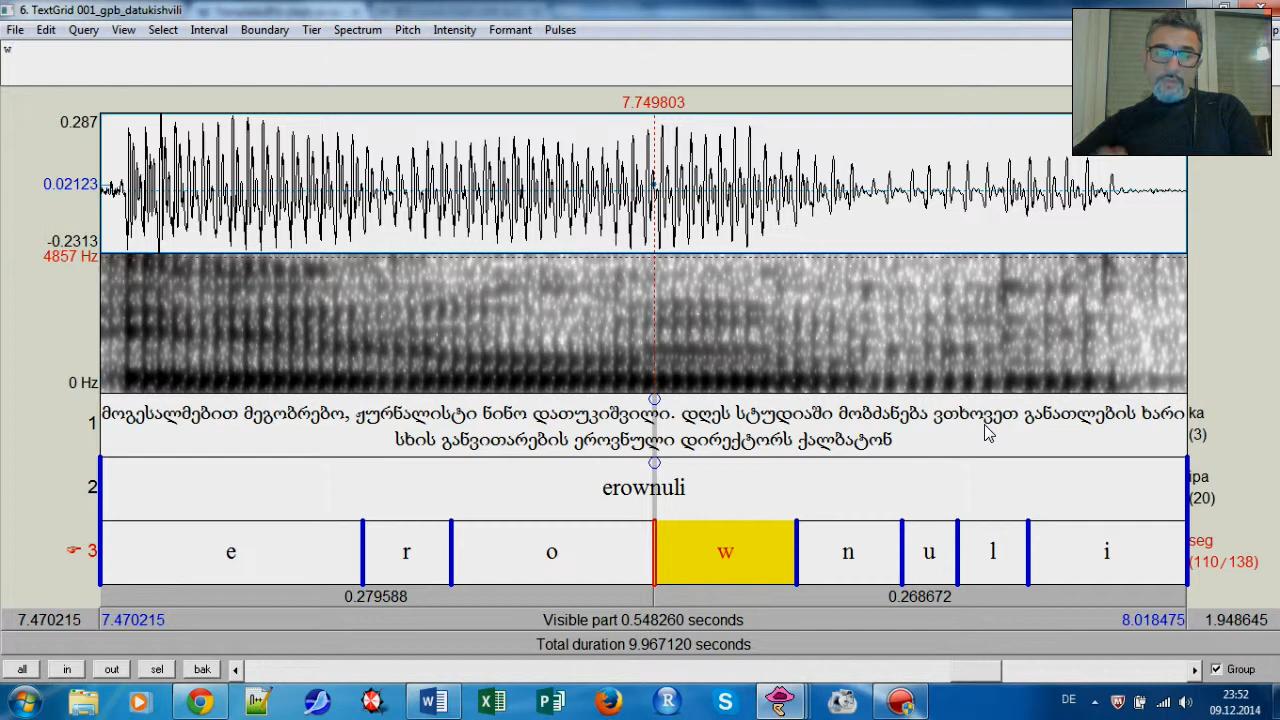 6. TextGrid 001_gpb_datukishvili
File Edit Query View Select Interval Boundary Tier Spectrum Pitch Intensity Formant Pulses
w
7.749803
0.287
0.02123
-0.2313
4857 Hz
0 Hz
1 მოგესალმებით მეგობრებო, ჟურნალისტი ნინო დათუკიშვილი. დღეს სტუდიაში მობძანება ვთხოვეთ განათლების ხარი ka
სხის განვითარების ეროვნული დირექტორს ქალბატონ (3)
2 erownuli ipa
(20)
3 e r o w n u l i seg
(110/138)
0.279588 0.268672
7.470215 7.470215 Visible part 0.548260 seconds 8.018475 1.948645
Total duration 9.967120 seconds
all in out sel bak Group
DE 23:52
09.12.2014